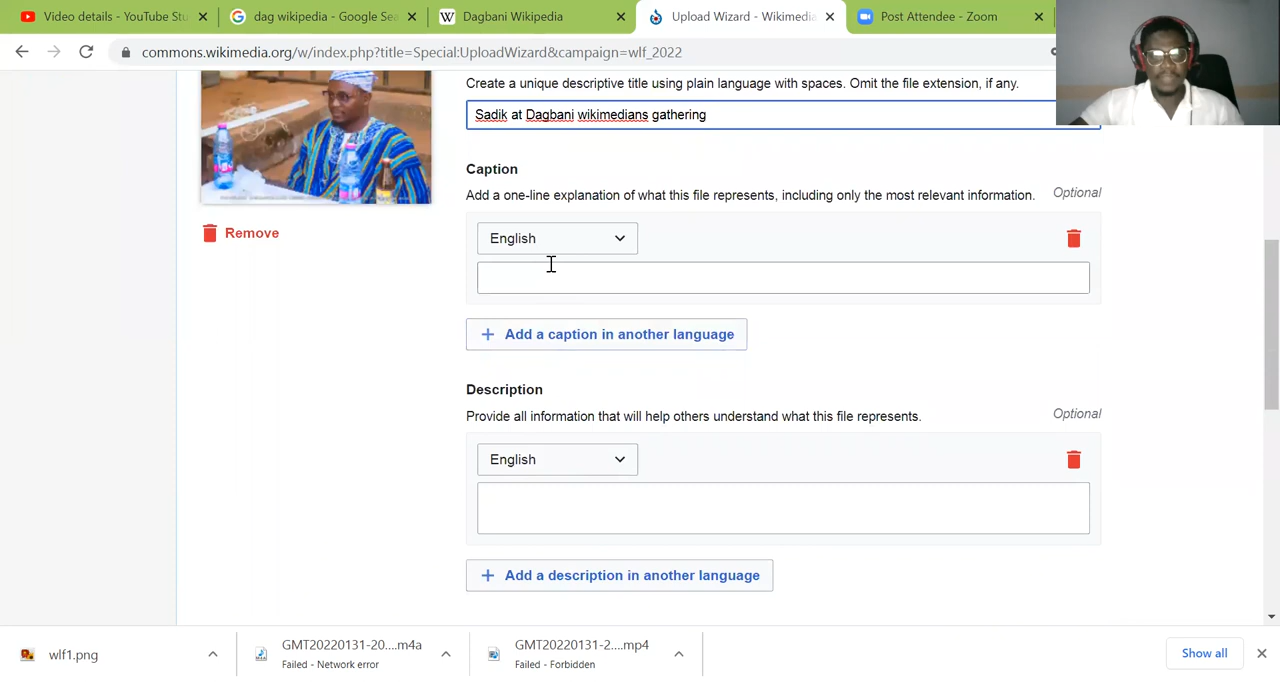 Video details - YouTube Stu
dag wikipedia - Google Sea
Dagbani Wikipedia
Upload Wizard - Wikimedia
Post Attendee - Zoom
commons.wikimedia.org/w/index.php?title=Special:UploadWizard&campaign=wlf_2022
Create a unique descriptive title using plain language with spaces. Omit the file extension, if any.
Sadik at Dagbani wikimedians gathering
Caption
Add a one-line explanation of what this file represents, including only the most relevant information.
Optional
Remove
English
+ Add a caption in another language
Description
Provide all information that will help others understand what this file represents.
Optional
English
+ Add a description in another language
wlf1.png
GMT20220131-20....m4a
Failed - Network error
GMT20220131-2....mp4
Failed - Forbidden
Show all